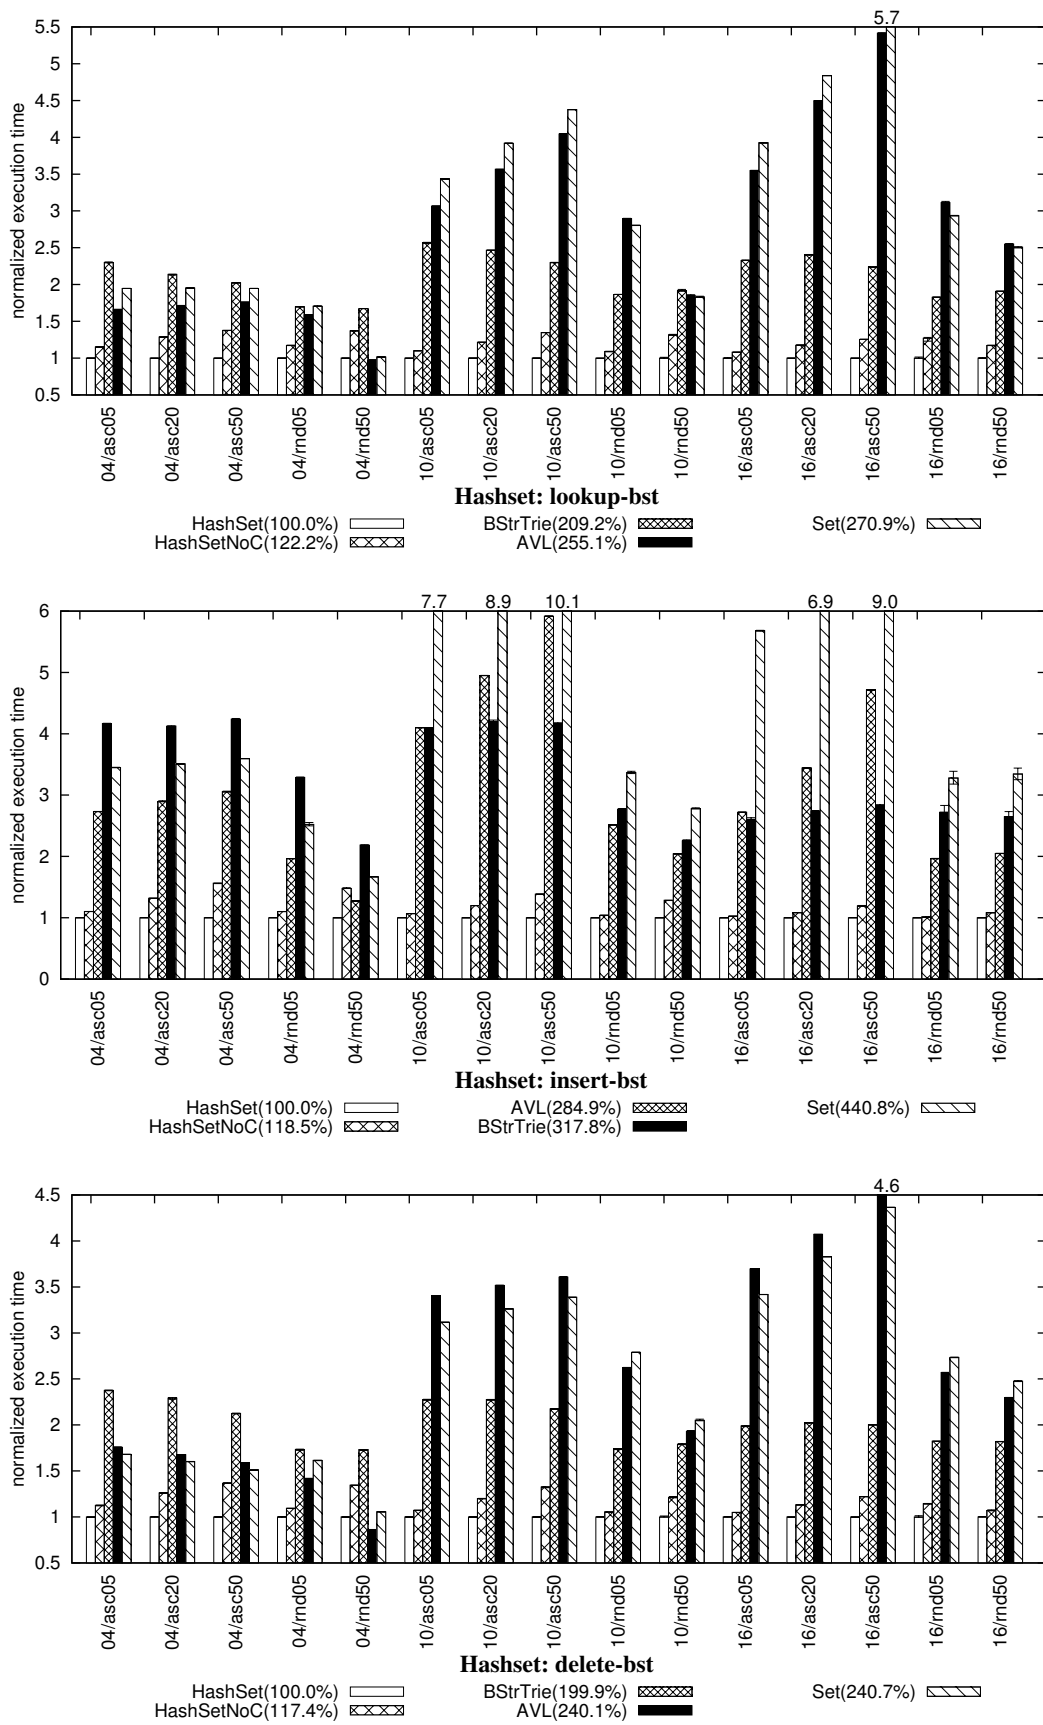 5.7
5.5
5
4.5
4
3.5
3
2.5
2
1.5
1
0.5
normalized execution time
04/asc05 04/asc20 04/asc50 04/rnd05 04/rnd50 10/asc05 10/asc20 10/asc50 10/rnd05 10/rnd50 16/asc05 16/asc20 16/asc50 16/rnd05 16/rnd50
Hashset: lookup-bst
HashSet(100.0%) BStrTrie(209.2%) Set(270.9%)
HashSetNoC(122.2%) AVL(255.1%)
7.7 8.9 10.1 6.9 9.0
6
5
4
3
2
1
0
normalized execution time
04/asc05 04/asc20 04/asc50 04/rnd05 04/rnd50 10/asc05 10/asc20 10/asc50 10/rnd05 10/rnd50 16/asc05 16/asc20 16/asc50 16/rnd05 16/rnd50
Hashset: insert-bst
HashSet(100.0%) AVL(284.9%) Set(440.8%)
HashSetNoC(118.5%) BStrTrie(317.8%)
4.6
4.5
4
3.5
3
2.5
2
1.5
1
0.5
normalized execution time
04/asc05 04/asc20 04/asc50 04/rnd05 04/rnd50 10/asc05 10/asc20 10/asc50 10/rnd05 10/rnd50 16/asc05 16/asc20 16/asc50 16/rnd05 16/rnd50
Hashset: delete-bst
HashSet(100.0%) BStrTrie(199.9%) Set(240.7%)
HashSetNoC(117.4%) AVL(240.1%)